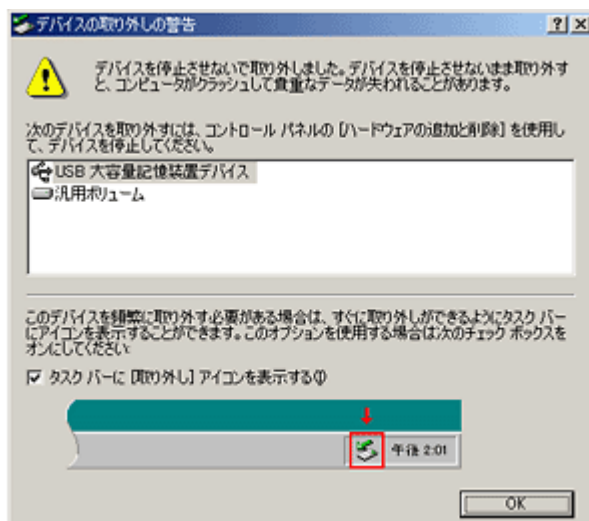 デバイスの取り外しの警告
デバイスを停止させないで取り外しました。デバイスを停止させないまま取り外す
と、コンピュータがクラッシュして貴重なデータが失われることがあります。
次のデバイスを取り外すには、コントロール パネルの [ハードウェアの追加と削除] を使用し
て、デバイスを停止してください。
USB 大容量記憶装置デバイス
汎用ボリューム
このデバイスを頻繁に取り外す必要がある場合は、すぐに取り外しができるようにタスク バー
にアイコンを表示することができます。このオプションを使用する場合は次のチェック ボックスを
オンにしてください:
タスク バーに [取り外し] アイコンを表示する(I)
午後 2:01
OK